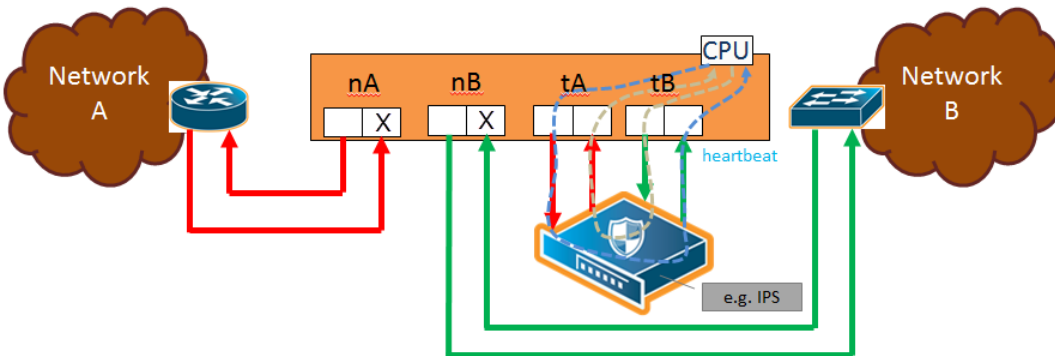 Network
A
nA
nB
tA
tB
CPU
X
X
heartbeat
e.g. IPS
Network
B